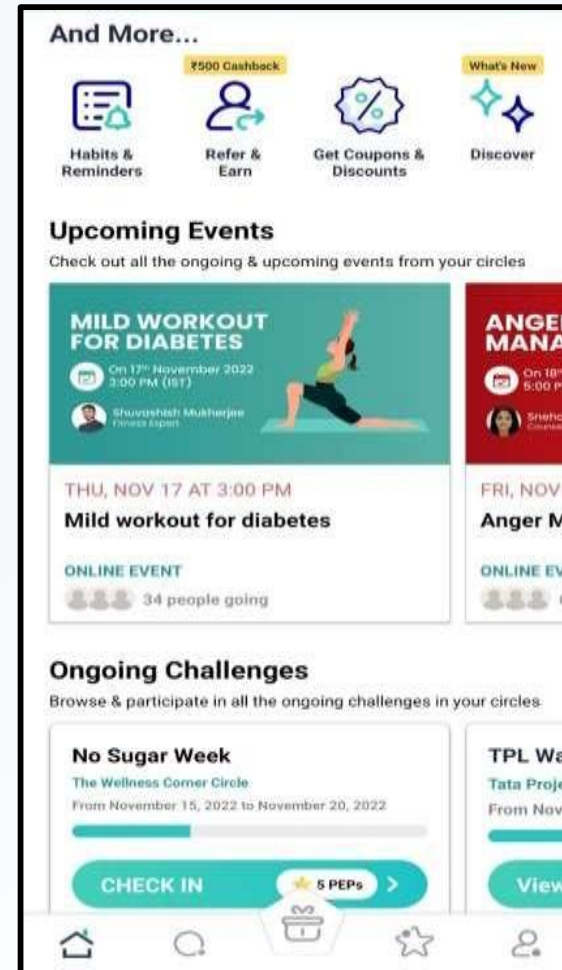 And More...
₹500 Cashback
What's New
Habits &
Reminders
Refer &
Earn
Get Coupons &
Discounts
Discover
Upcoming Events
Check out all the ongoing & upcoming events from your circles
MILD WORKOUT
FOR DIABETES
On 17th November 2022
3:00 PM (IST)
Shuvashish Mukherjee
Fitness Expert
THU, NOV 17 AT 3:00 PM
Mild workout for diabetes
ONLINE EVENT
34 people going
On 18th
5:00
FRI, NOV
Anger
ONLINE
Ongoing Challenges
Browse & participate in all the ongoing challenges in your circles
No Sugar Week
The Wellness Corner Circle
From November 15, 2022 to November 20, 2022
CHECK IN
5 PEPs
TPL
Tata
From Nov
View